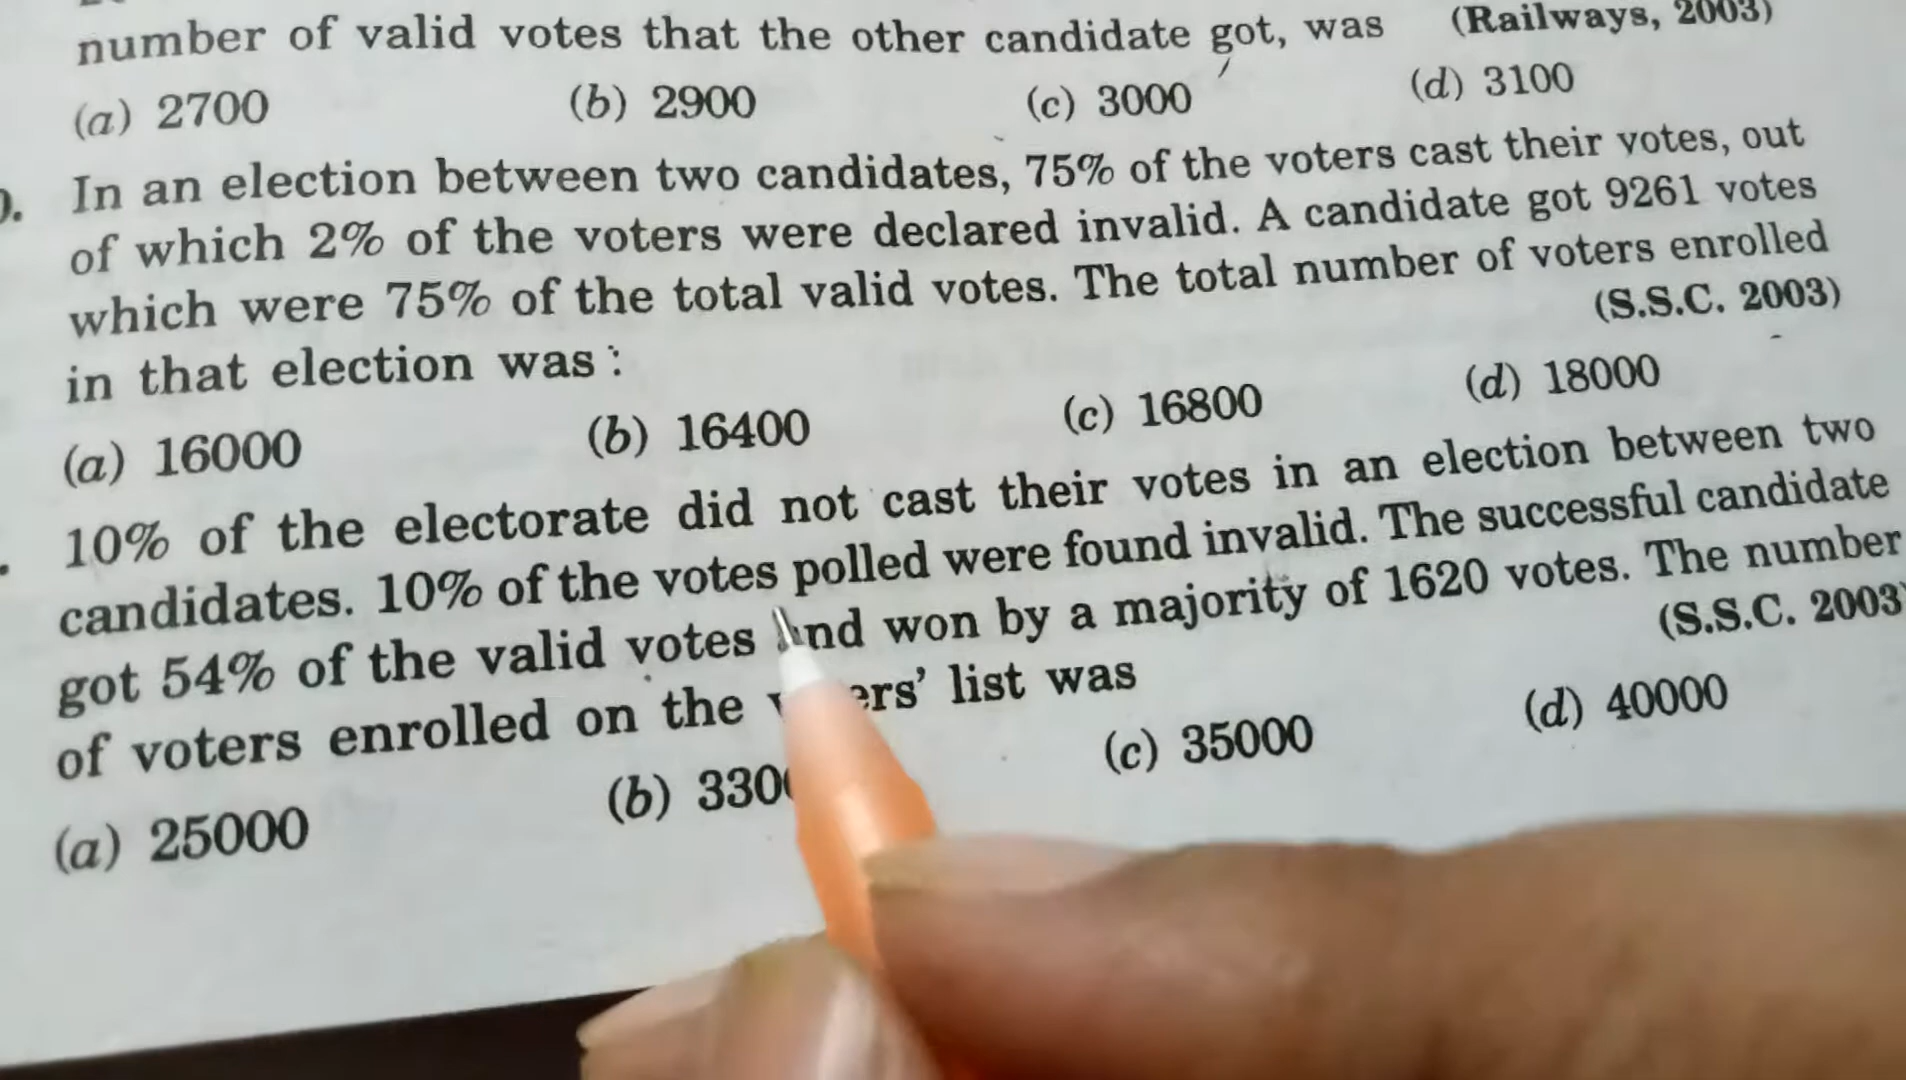 number of valid votes that the other candidate got, was (Railways, 2003)
(a) 2700 (b) 2900 (c) 3000 (d) 3100
In an election between two candidates, 75% of the voters cast their votes, out
of which 2% of the voters were declared invalid. A candidate got 9261 votes
which were 75% of the total valid votes. The total number of voters enrolled
in that election was : (S.S.C. 2003)
(a) 16000 (b) 16400 (c) 16800 (d) 18000
10% of the electorate did not cast their votes in an election between two
candidates. 10% of the votes polled were found invalid. The successful candidate
got 54% of the valid votes and won by a majority of 1620 votes. The number
of voters enrolled on the list was (S.S.C. 2003
(a) 25000 (b) (c) 35000 (d) 40000